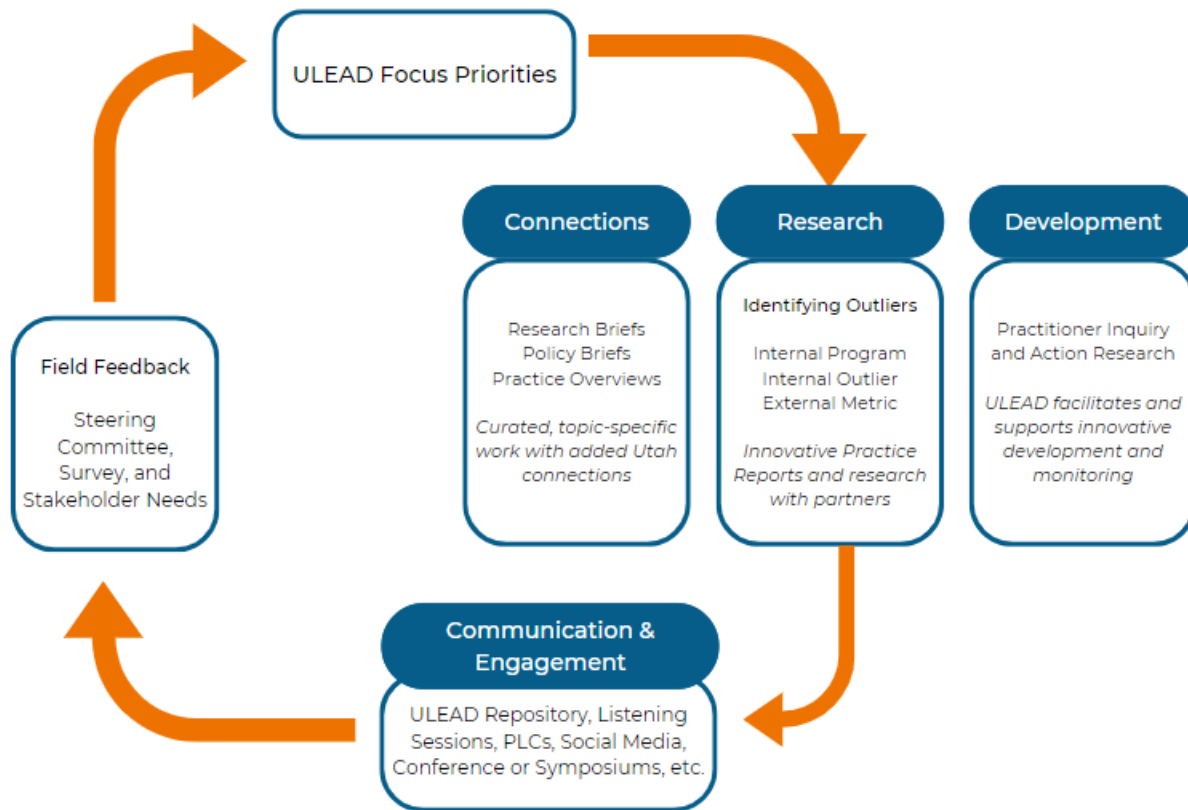 ULEAD Focus Priorities
Connections
Research Briefs
Policy Briefs
Practice Overviews
Curated, topic-specific
work with added Utah
connections
Research
Identifying Outliers
Internal Program
Internal Outlier
External Metric
Innovative Practice
Reports and research
with partners
Development
Practitioner Inquiry
and Action Research
ULEAD facilitates and
supports innovative
development and
monitoring
Communication &
Engagement
ULEAD Repository, Listening
Sessions, PLCs, Social Media,
Conference or Symposiums, etc.
Field Feedback
Steering
Committee,
Survey, and
Stakeholder Needs